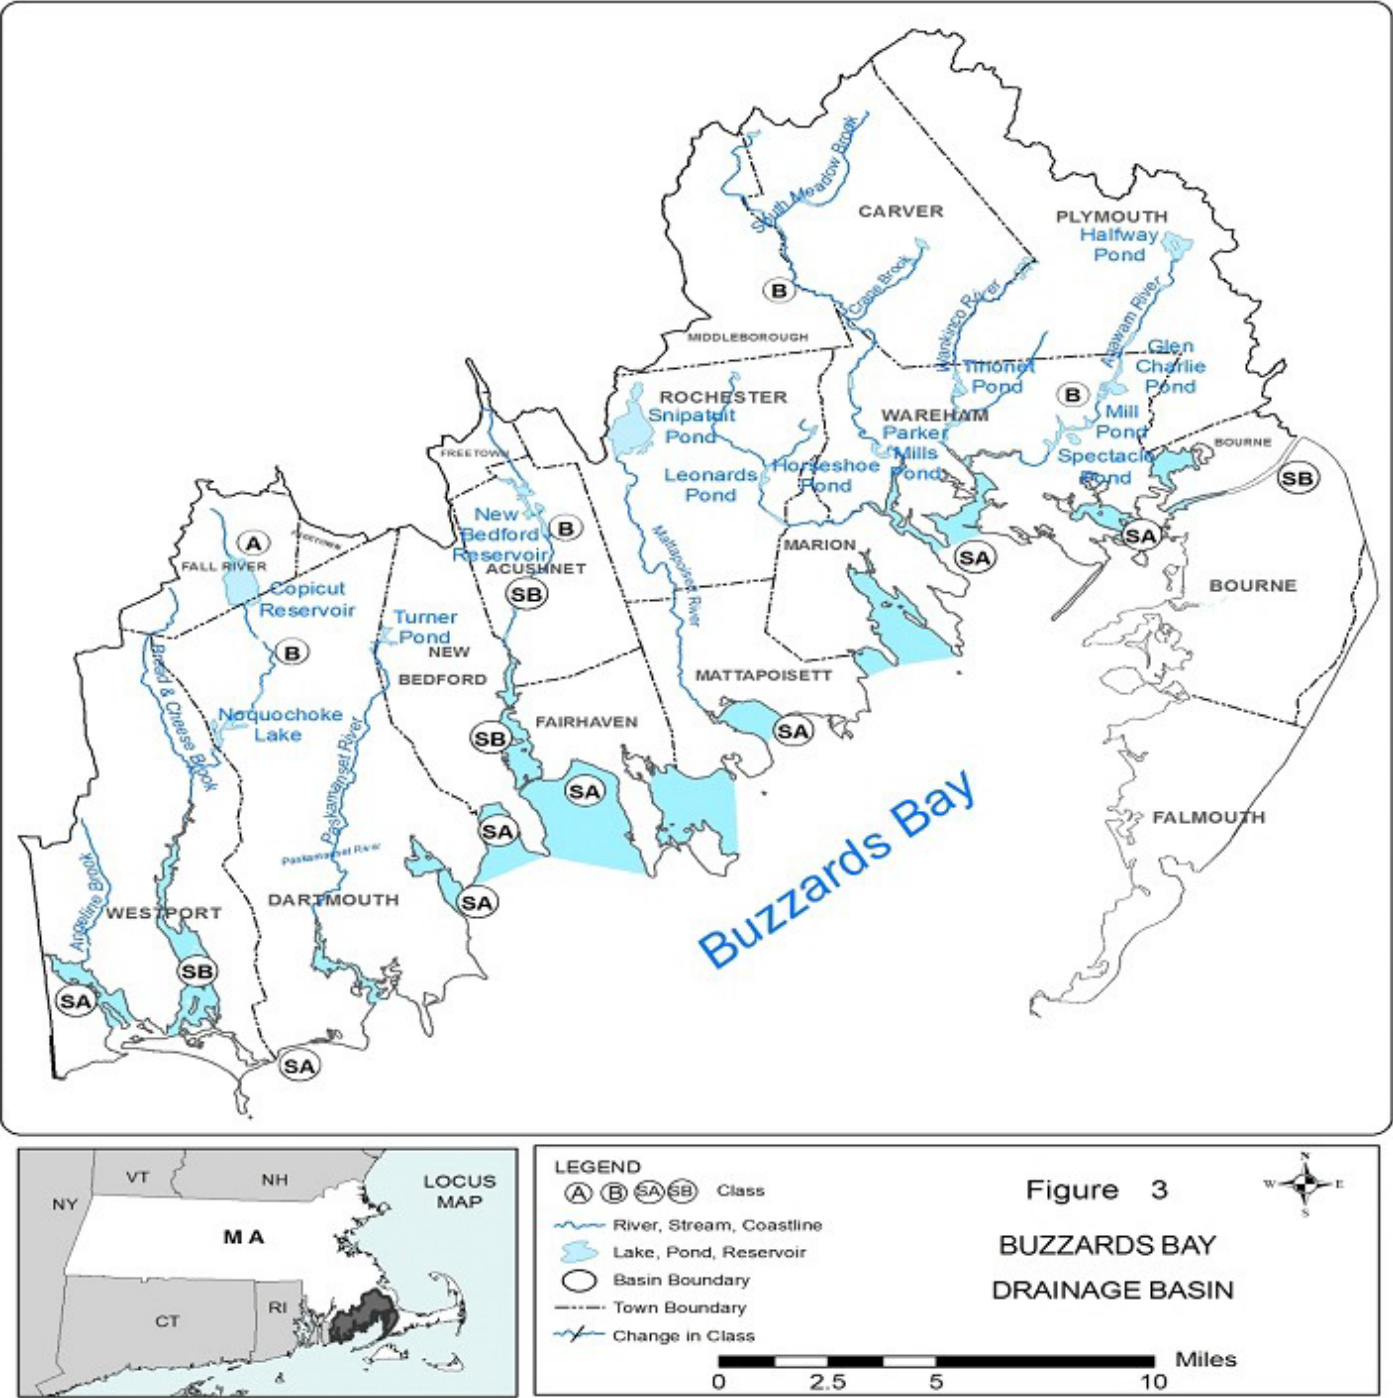 South Meadow Brook
CARVER
PLYMOUTH
Halfway
Pond
B
Crane Brook
Wankinco River
Agawam River
MIDDLEBOROUGH
Glen
Charlie
Pond
Tihonet
Pond
B
ROCHESTER
Snipatuit
Pond
WAREHAM
Parker
Mills
Pond
Mill
Pond
BOURNE
Spectacle
Pond
SB
FREETOWN
Leonards
Pond
Horseshoe
Pond
New
Bedford
Reservoir
B
ACUSHNET
SB
Mattapoisett River
MARION
SA
SA
BOURNE
A
FREETOWN
FALL RIVER
Copicut
Reservoir
B
Turner
Pond
NEW
BEDFORD
MATTAPOISETT
Bread & Cheese Brook
Noquochoke
Lake
SB
FAIRHAVEN
SA
SA
Paskamanset River
SA
Buzzards Bay
FALMOUTH
Paskamanset River
Angeline Brook
WESTPORT
DARTMOUTH
SA
SB
SA
SA
NY
VT
NH
LOCUS
MAP
MA
CT
RI
LEGEND
A B SA SB Class
River, Stream, Coastline
Lake, Pond, Reservoir
Basin Boundary
Town Boundary
Change in Class
Figure 3
BUZZARDS BAY
DRAINAGE BASIN
N
W E
S
Miles
0 2.5 5 10